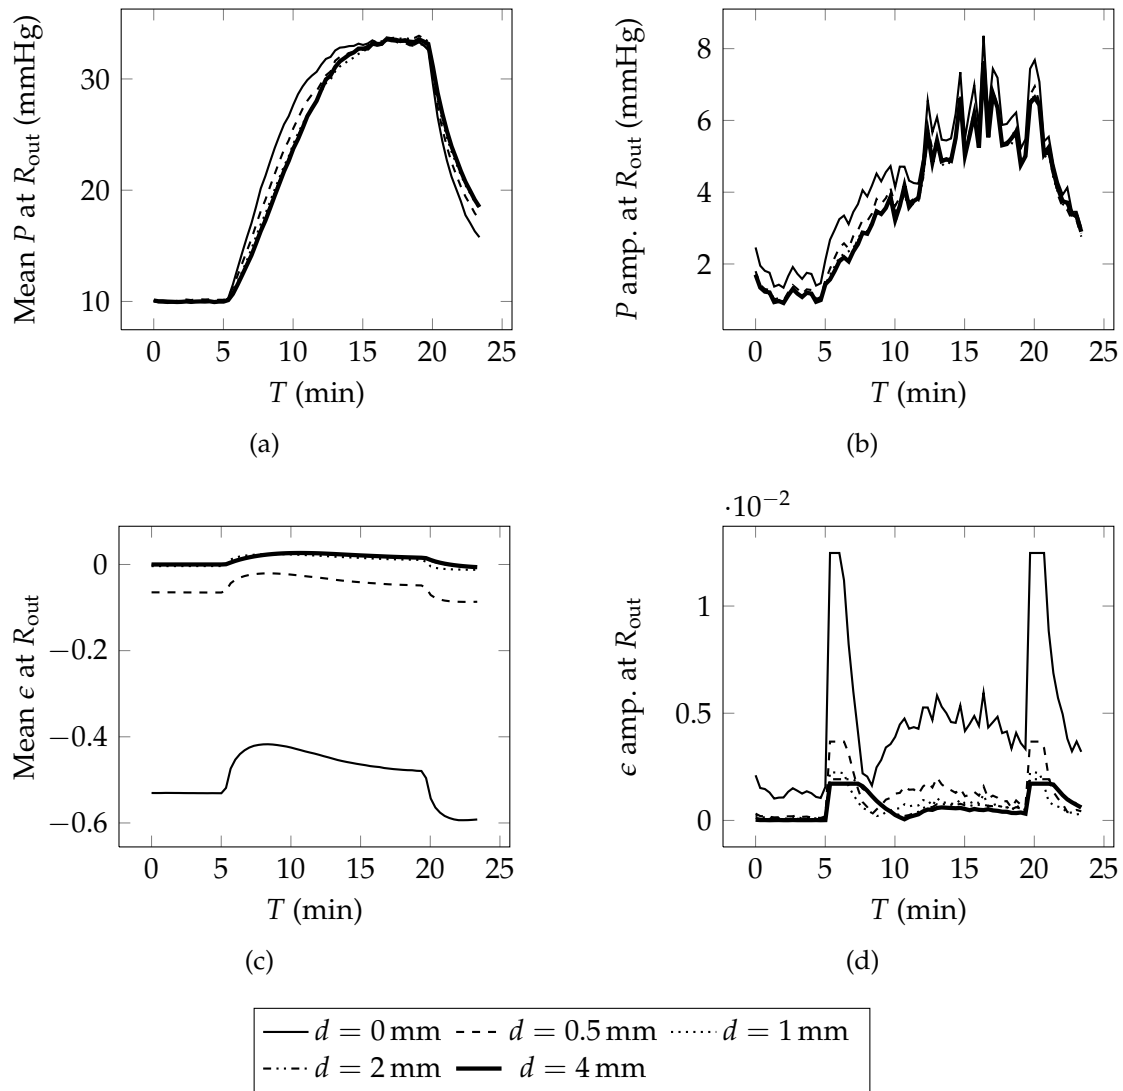 Mean P at R_out (mmHg)
30
20
10
0 5 10 15 20 25
T (min)
(a)
P amp. at R_out (mmHg)
8
6
4
2
0 5 10 15 20 25
T (min)
(b)
Mean ϵ at R_out
0
−0.2
−0.4
−0.6
0 5 10 15 20 25
T (min)
(c)
·10⁻²
ϵ amp. at R_out
1
0.5
0
0 5 10 15 20 25
T (min)
(d)
d = 0 mm d = 0.5 mm d = 1 mm
d = 2 mm d = 4 mm